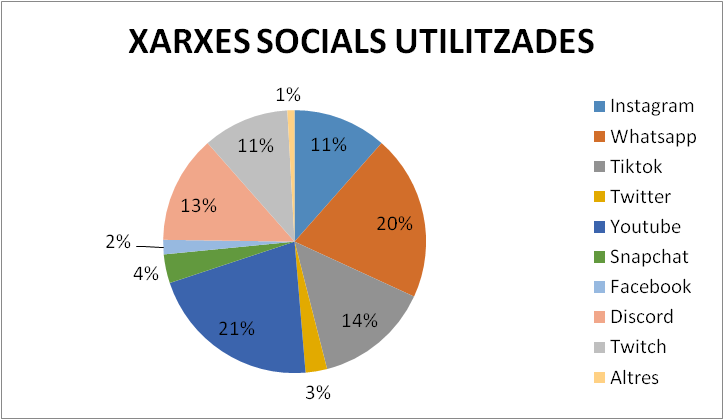 XARXES SOCIALS UTILITZADES
1%
11%
11%
20%
13%
2%
4%
14%
21%
3%
Instagram
Whatsapp
Tiktok
Twitter
Youtube
Snapchat
Facebook
Discord
Twitch
Altres